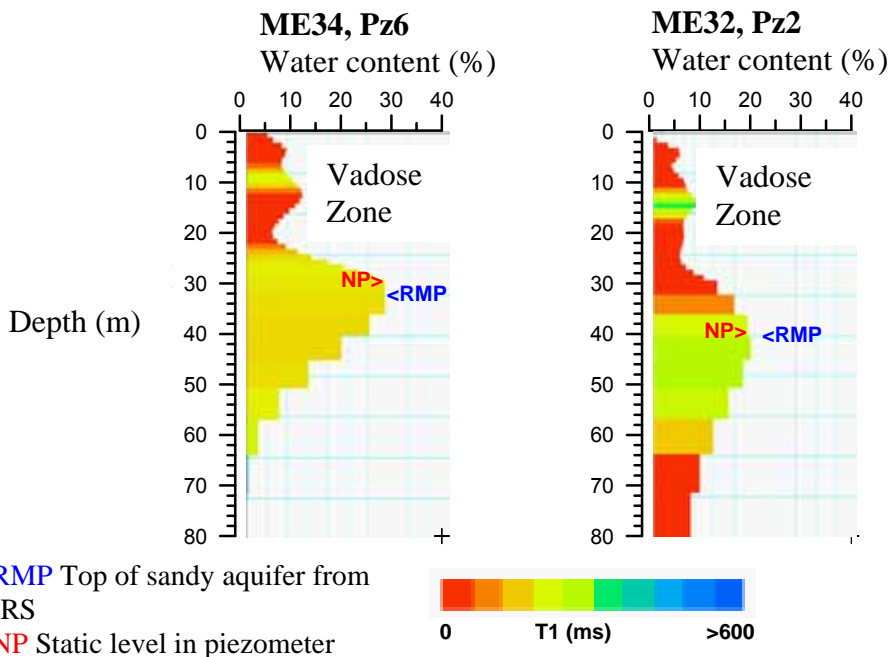 ME34, Pz6
Water content (%)
0 10 20 30 40
0
10
20
30
40
50
60
70
80
Vadose
Zone
NP>
<RMP
Depth (m)
ME32, Pz2
Water content (%)
0 10 20 30 40
0
10
20
30
40
50
60
70
80
Vadose
Zone
NP>
<RMP
RMP Top of sandy aquifer from
RS
NP Static level in piezometer
0 T1 (ms) >600